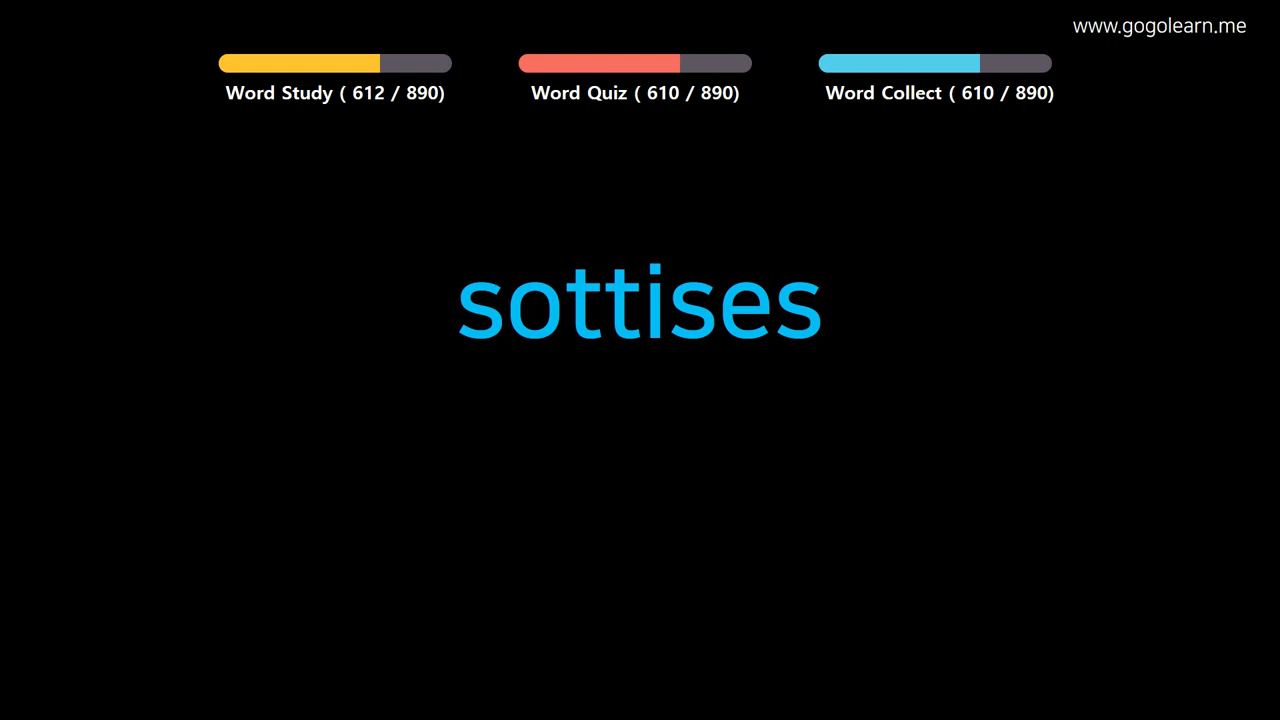 www.gogolearn.me
Word Study ( 612 / 890)
Word Quiz ( 610 / 890)
Word Collect ( 610 / 890)
sottises